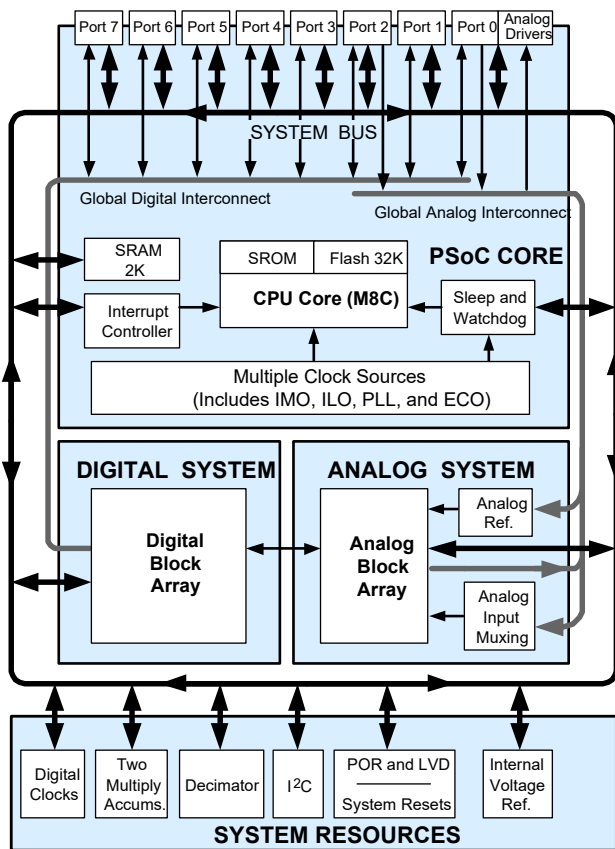 Port 7 Port 6 Port 5 Port 4 Port 3 Port 2 Port 1 Port 0 Analog
Drivers
SYSTEM BUS
Global Digital Interconnect
Global Analog Interconnect
PSoC CORE
SRAM
2K
SROM Flash 32K
CPU Core (M8C)
Interrupt
Controller
Sleep and
Watchdog
Multiple Clock Sources
(Includes IMO, ILO, PLL, and ECO)
DIGITAL SYSTEM
Digital
Block
Array
ANALOG SYSTEM
Analog
Block
Array
Analog
Ref.
Analog
Input
Muxing
Digital
Clocks
Two
Multiply
Accums.
Decimator
I²C
POR and LVD
System Resets
Internal
Voltage
Ref.
SYSTEM RESOURCES